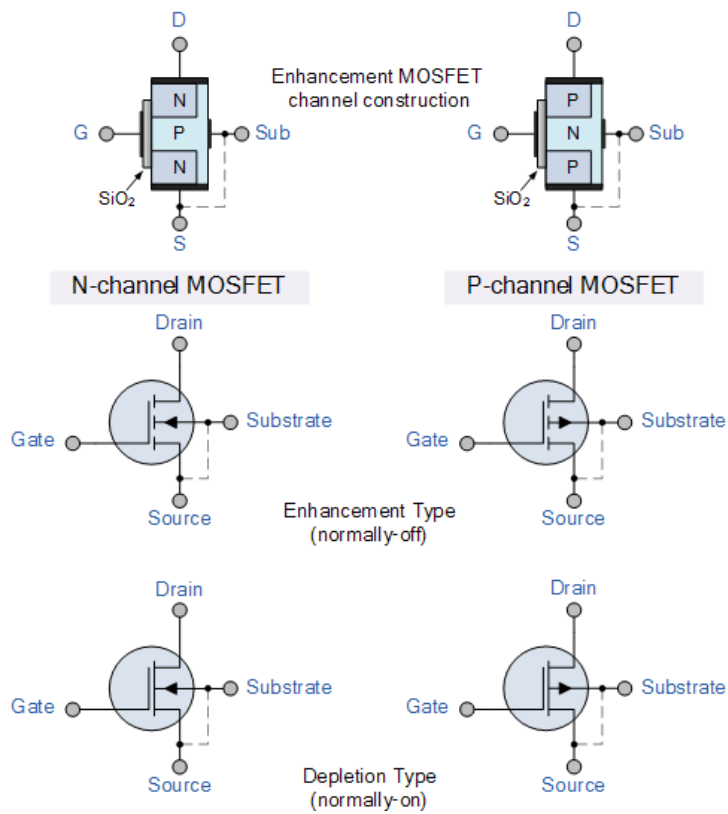 D
D
Enhancement MOSFET
channel construction
N
P
N
P
N
P
G
Sub
G
Sub
SiO₂
SiO₂
S
S
N-channel MOSFET
P-channel MOSFET
Drain
Drain
Substrate
Substrate
Gate
Gate
Source
Source
Enhancement Type
(normally-off)
Drain
Drain
Substrate
Substrate
Gate
Gate
Source
Source
Depletion Type
(normally-on)